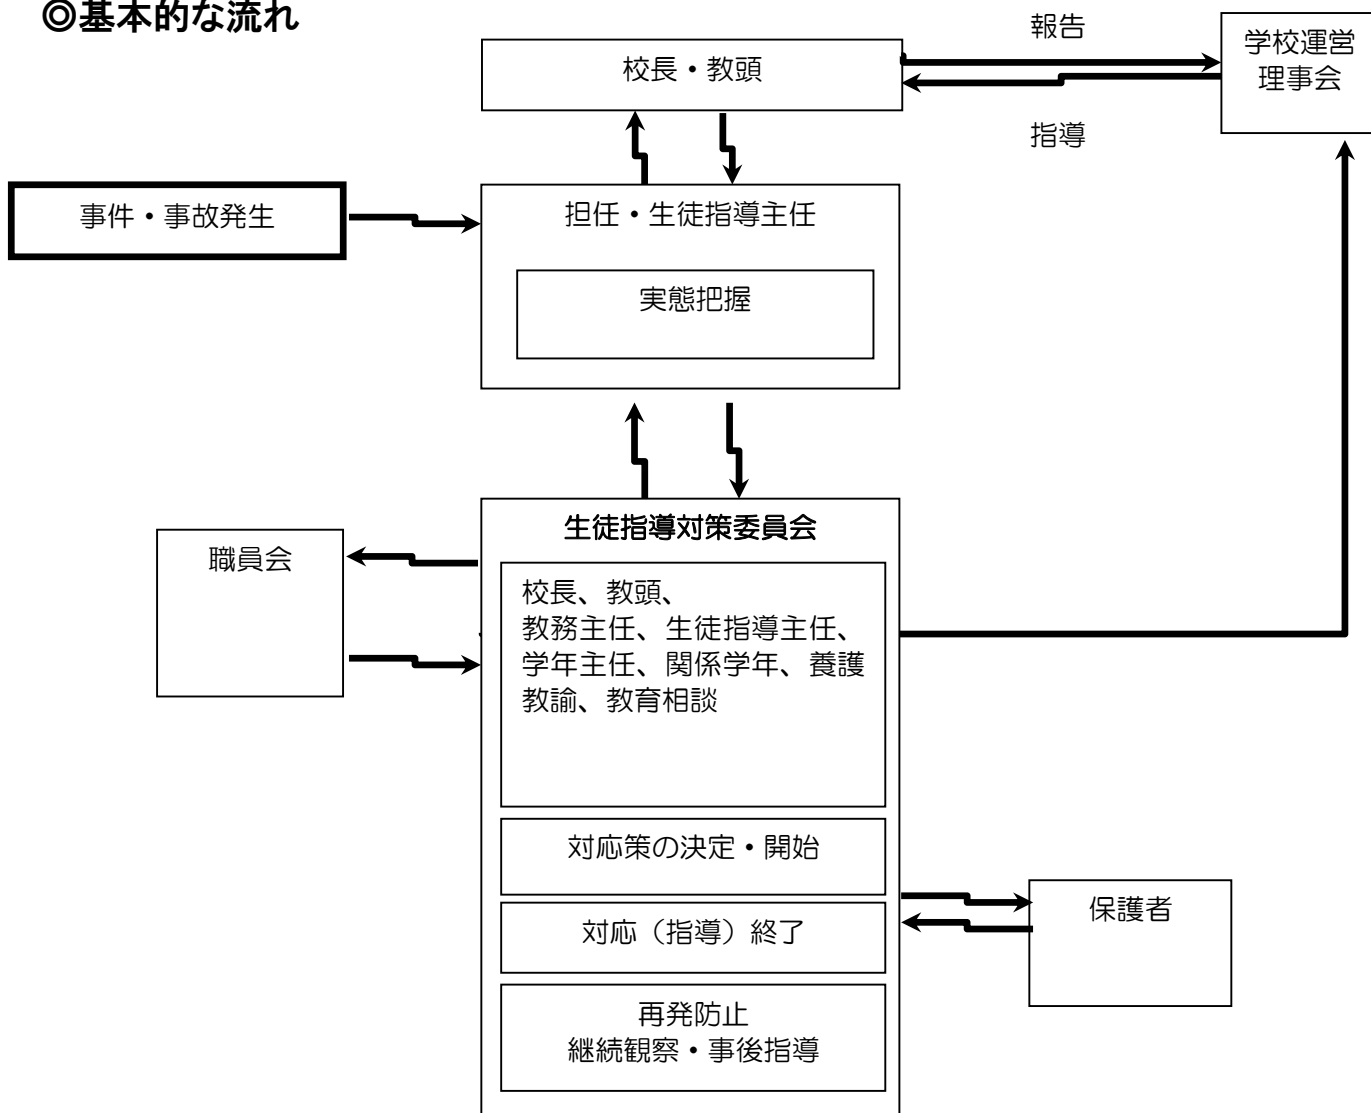 ◎基本的な流れ
報告
学校運営
理事会
校長・教頭
指導
事件・事故発生
担任・生徒指導主任
実態把握
生徒指導対策委員会
職員会
校長、教頭、
教務主任、生徒指導主任、
学年主任、関係学年、養護
教諭、教育相談
対応策の決定・開始
保護者
対応（指導）終了
再発防止
継続観察・事後指導